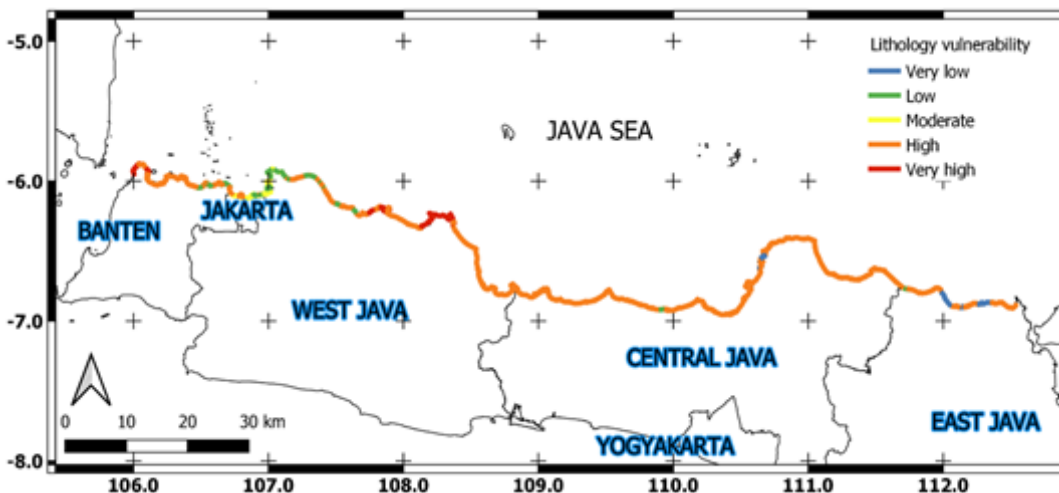 -5.0
Lithology vulnerability
Very low
Low
Moderate
High
Very high
JAVA SEA
-6.0
JAKARTA
BANTEN
WEST JAVA
-7.0
CENTRAL JAVA
0 10 20 30 km
EAST JAVA
YOGYAKARTA
-8.0
106.0 107.0 108.0 109.0 110.0 111.0 112.0